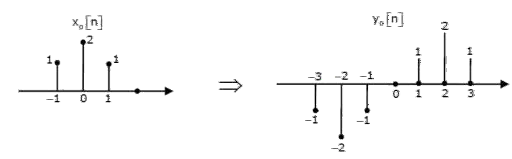 x₀[n]
1 2 1
-1 0 1
⇒
y₀[n]
2
1 1
-3 -2 -1
0 1 2 3
-1 -1
-2